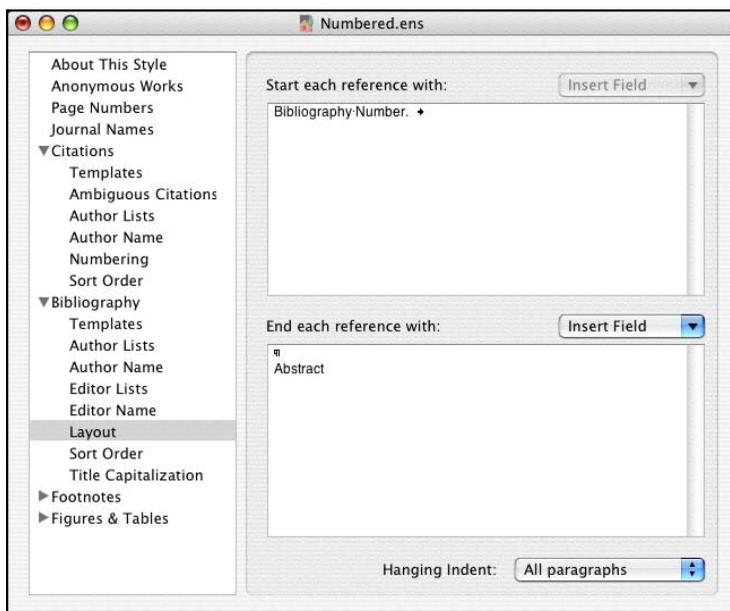 Numbered.ens
About This Style
Anonymous Works
Page Numbers
Journal Names
▼Citations
Templates
Ambiguous Citations
Author Lists
Author Name
Numbering
Sort Order
▼Bibliography
Templates
Author Lists
Author Name
Editor Lists
Editor Name
Layout
Sort Order
Title Capitalization
▶Footnotes
▶Figures & Tables
Start each reference with:
Insert Field
Bibliography·Number. →
End each reference with:
Insert Field
¶
Abstract
Hanging Indent:
All paragraphs